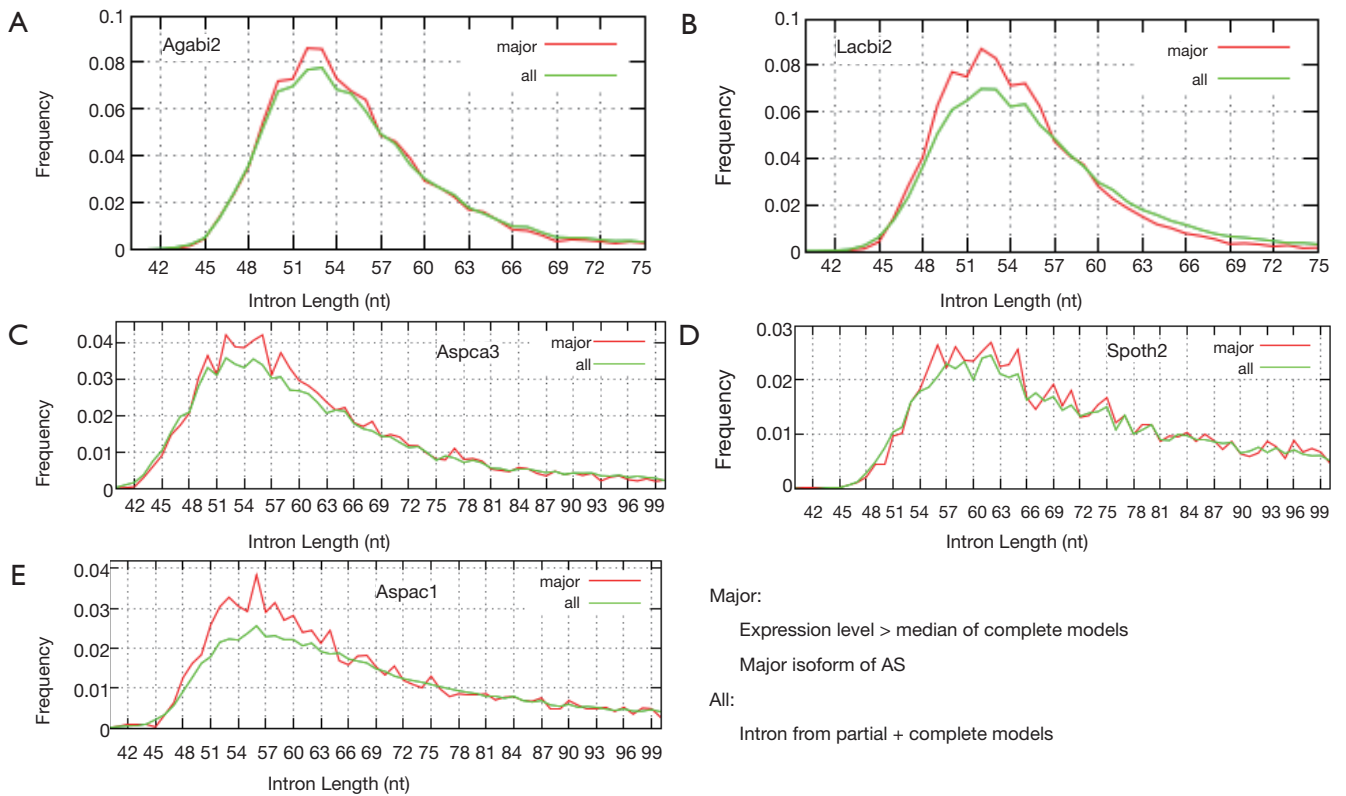 A
Agabi2
major
all
Frequency
0.1
0.08
0.06
0.04
0.02
0
42 45 48 51 54 57 60 63 66 69 72 75
Intron Length (nt)
B
Lacbi2
major
all
Frequency
0.1
0.08
0.06
0.04
0.02
0
42 45 48 51 54 57 60 63 66 69 72 75
Intron Length (nt)
C
Aspca3
major
all
Frequency
0.04
0.03
0.02
0.01
0
42 45 48 51 54 57 60 63 66 69 72 75 78 81 84 87 90 93 96 99
Intron Length (nt)
D
Spoth2
major
all
Frequency
0.03
0.02
0.01
0
42 45 48 51 54 57 60 63 66 69 72 75 78 81 84 87 90 93 96 99
Intron Length (nt)
E
Aspac1
major
all
Frequency
0.04
0.03
0.02
0.01
0
42 45 48 51 54 57 60 63 66 69 72 75 78 81 84 87 90 93 96 99
Intron Length (nt)
Major:
Expression level > median of complete models
Major isoform of AS
All:
Intron from partial + complete models